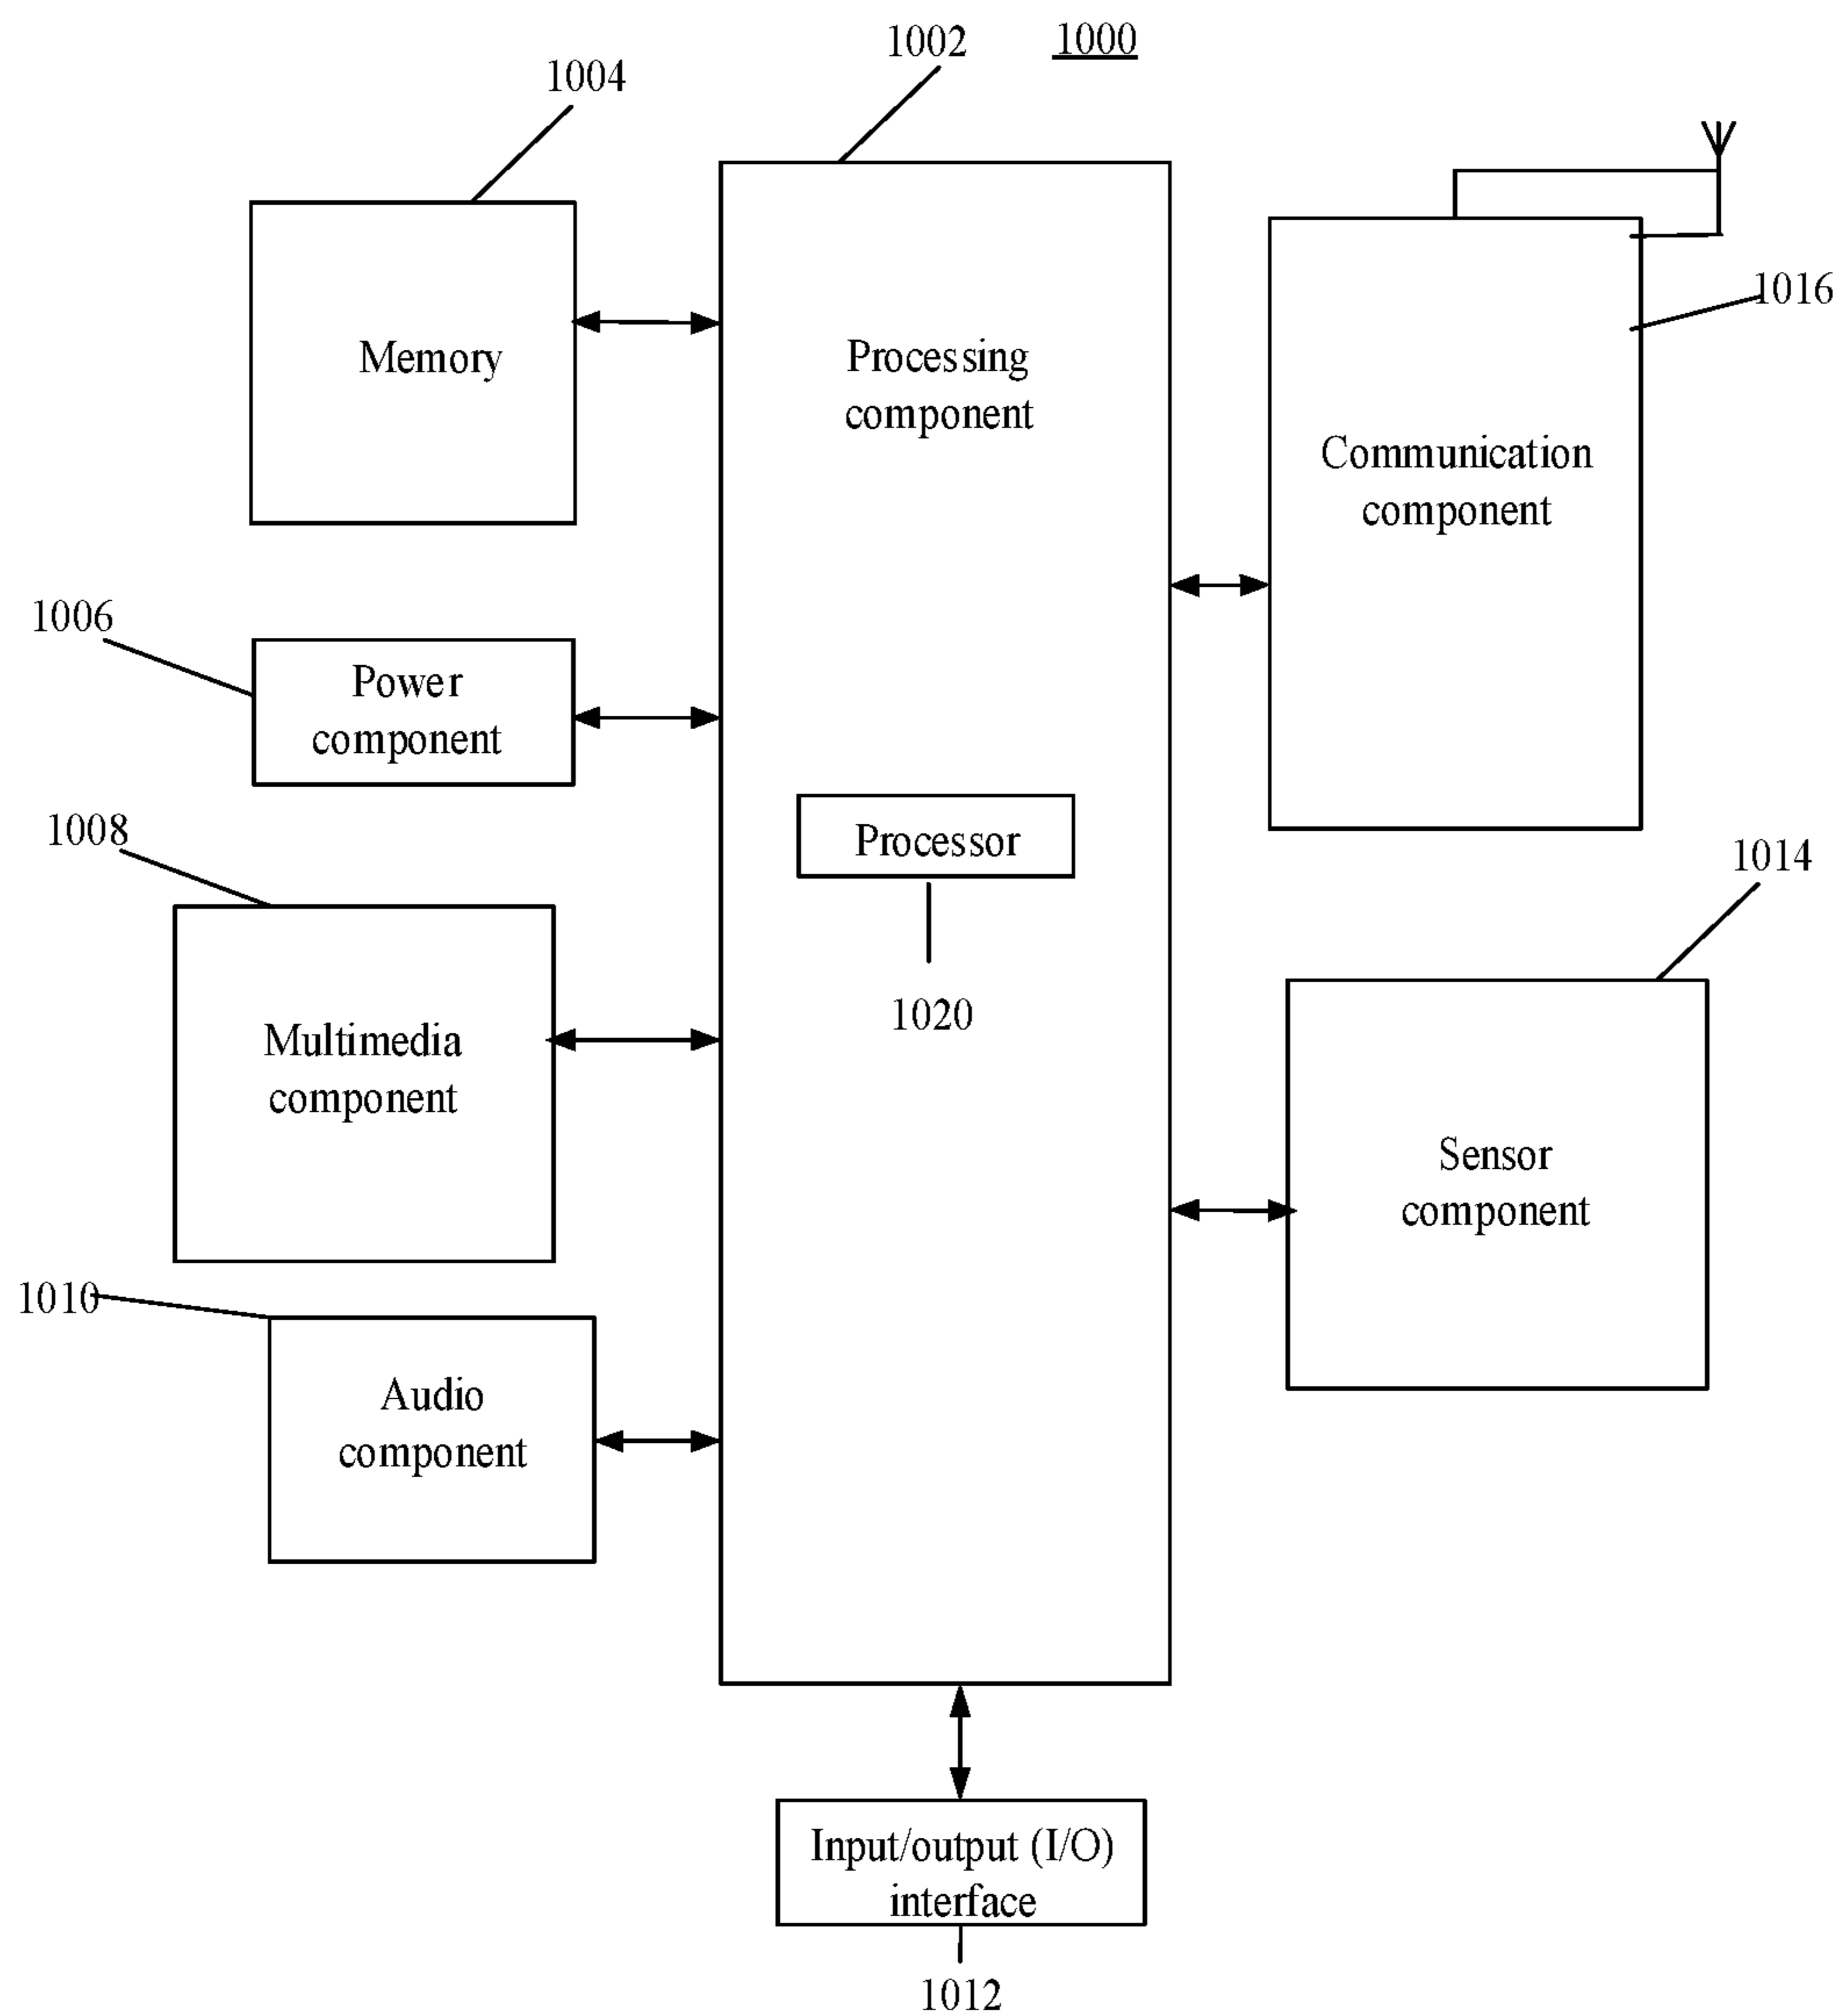 1002
1000
1004
1016
Memory
Processing
component
Communication
component
1006
Power
component
1008
Processor
1014
1020
Multimedia
component
Sensor
component
1010
Audio
component
Input/output (I/O)
interface
1012